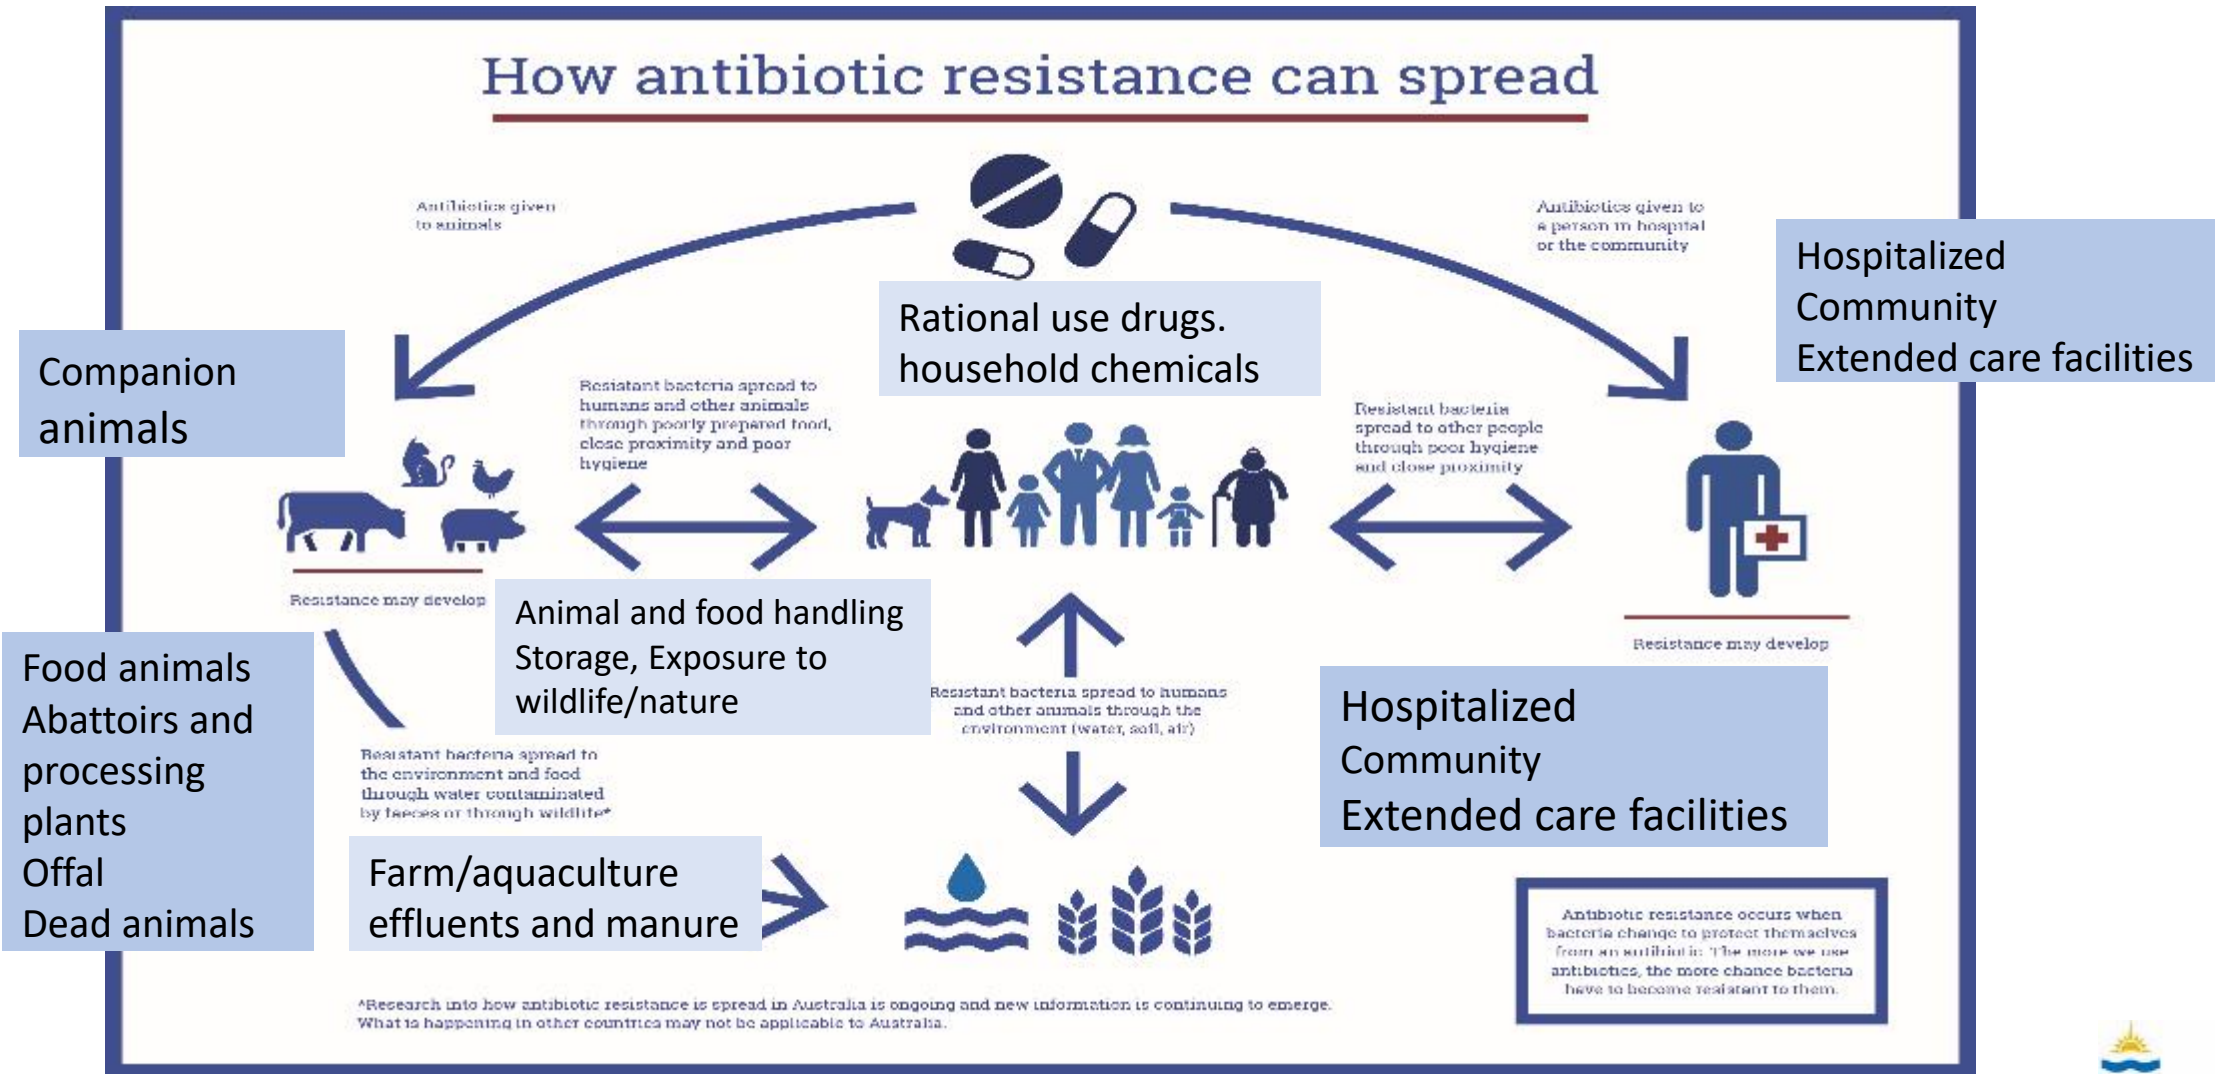 How antibiotic resistance can spread
Antibiotics given
to animals
Antibiotics given to
a person in hospital
or the community
Hospitalized
Community
Extended care facilities
Rational use drugs.
household chemicals
Companion
animals
Resistant bacteria spread to
humans and other animals
through poorly prepared food,
close proximity and poor
hygiene
Resistant bacteria
spread to other people
through poor hygiene
and close proximity
Resistance may develop
Animal and food handling
Storage, Exposure to
wildlife/nature
Resistance may develop
Food animals
Abattoirs and
processing
plants
Offal
Dead animals
Resistant bacteria spread to humans
and other animals through the
environment (water, soil, air)
Hospitalized
Community
Extended care facilities
Resistant bacteria spread to
the environment and food
through water contaminated
by faeces or through wildlife*
Farm/aquaculture
effluents and manure
Antibiotic resistance occurs when
bacteria change to protect themselves
from an antibiotic. The more we use
antibiotics, the more chance bacteria
have to become resistant to them.
*Research into how antibiotic resistance is spread in Australia is ongoing and new information is continuing to emerge.
What is happening in other countries may not be applicable to Australia.